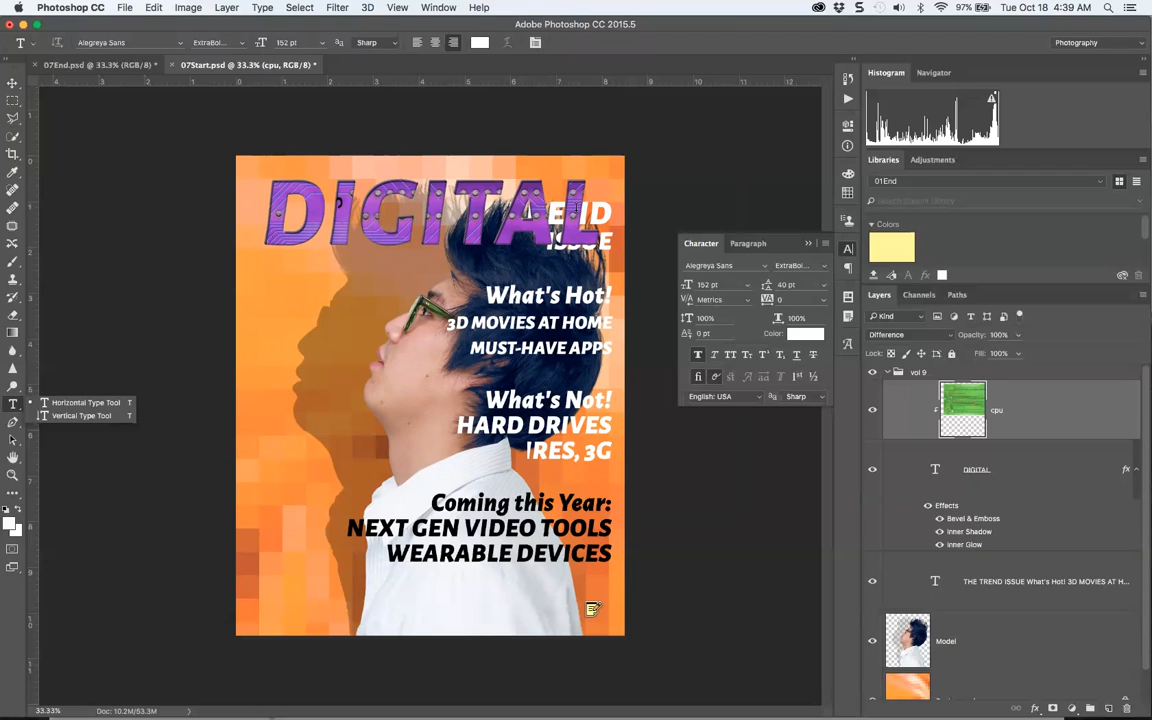 Photoshop CC File Edit Image Layer Type Select Filter 3D View Window Help 97% Tue Oct 18 4:39 AM
Adobe Photoshop CC 2015.5
T Alegreya Sans ExtraBol... 152 pt Sharp Photography
07End.psd @ 33.3% (RGB/8) * 07Start.psd @ 33.3% (cpu, RGB/8) *
DIGITAL
END
ISSUE
What's Hot!
3D MOVIES AT HOME
MUST-HAVE APPS
What's Not!
HARD DRIVES
RES, 3G
Coming this Year:
NEXT GEN VIDEO TOOLS
WEARABLE DEVICES
Horizontal Type Tool T
Vertical Type Tool T
Character Paragraph
Alegreya Sans ExtraBol...
152 pt 40 pt
Metrics 0
100% 100%
0 pt Color:
English: USA Sharp
Histogram Navigator
Libraries Adjustments
01End
Colors
Layers Channels Paths
Kind
Difference Opacity: 100%
Lock: Fill: 100%
vol 9
cpu
DIGITAL fx
Effects
Bevel & Emboss
Inner Shadow
Inner Glow
THE TREND ISSUE What's Hot! 3D MOVIES AT H...
Model
33.33% Doc: 10.2M/53.3M